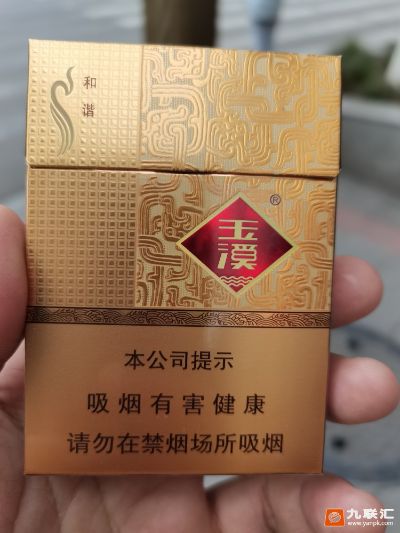 和谐
®
玉溪
本公司提示
吸烟有害健康
请勿在禁烟场所吸烟
九联汇
www.yanpk.com